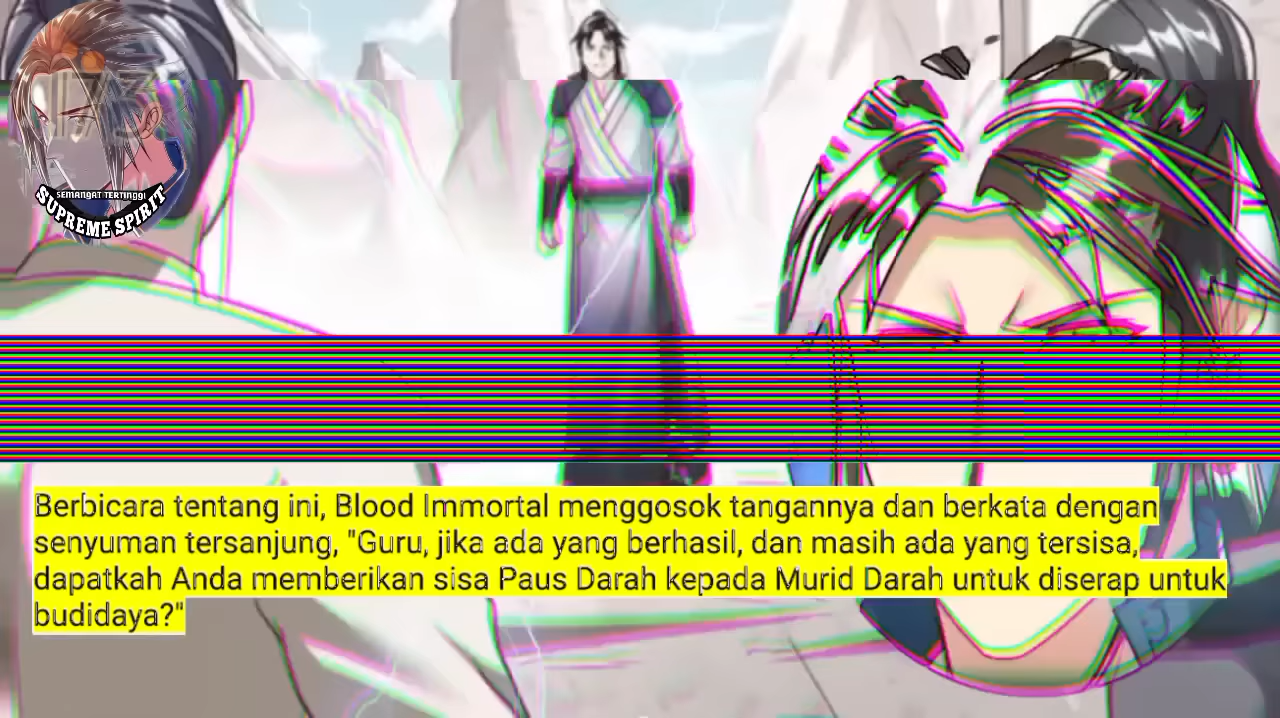 1173
SEMANGAT TERTINGGI
SUPREME SPIRIT
Berbicara tentang ini, Blood Immortal menggosok tangannya dan berkata dengan
senyuman tersanjung, "Guru, jika ada yang berhasil, dan masih ada yang tersisa,
dapatkah Anda memberikan sisa Paus Darah kepada Murid Darah untuk diserap untuk
budidaya?"